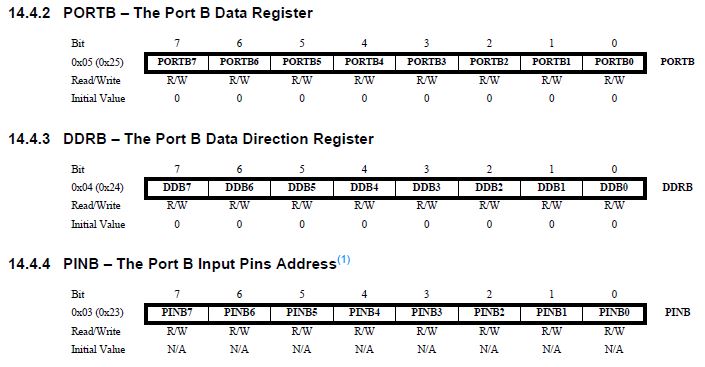 14.4.2 PORTB – The Port B Data Register
Bit 7 6 5 4 3 2 1 0
0x05 (0x25) PORTB7 PORTB6 PORTB5 PORTB4 PORTB3 PORTB2 PORTB1 PORTB0 PORTB
Read/Write R/W R/W R/W R/W R/W R/W R/W R/W
Initial Value 0 0 0 0 0 0 0 0
14.4.3 DDRB – The Port B Data Direction Register
Bit 7 6 5 4 3 2 1 0
0x04 (0x24) DDB7 DDB6 DDB5 DDB4 DDB3 DDB2 DDB1 DDB0 DDRB
Read/Write R/W R/W R/W R/W R/W R/W R/W R/W
Initial Value 0 0 0 0 0 0 0 0
14.4.4 PINB – The Port B Input Pins Address(1)
Bit 7 6 5 4 3 2 1 0
0x03 (0x23) PINB7 PINB6 PINB5 PINB4 PINB3 PINB2 PINB1 PINB0 PINB
Read/Write R/W R/W R/W R/W R/W R/W R/W R/W
Initial Value N/A N/A N/A N/A N/A N/A N/A N/A